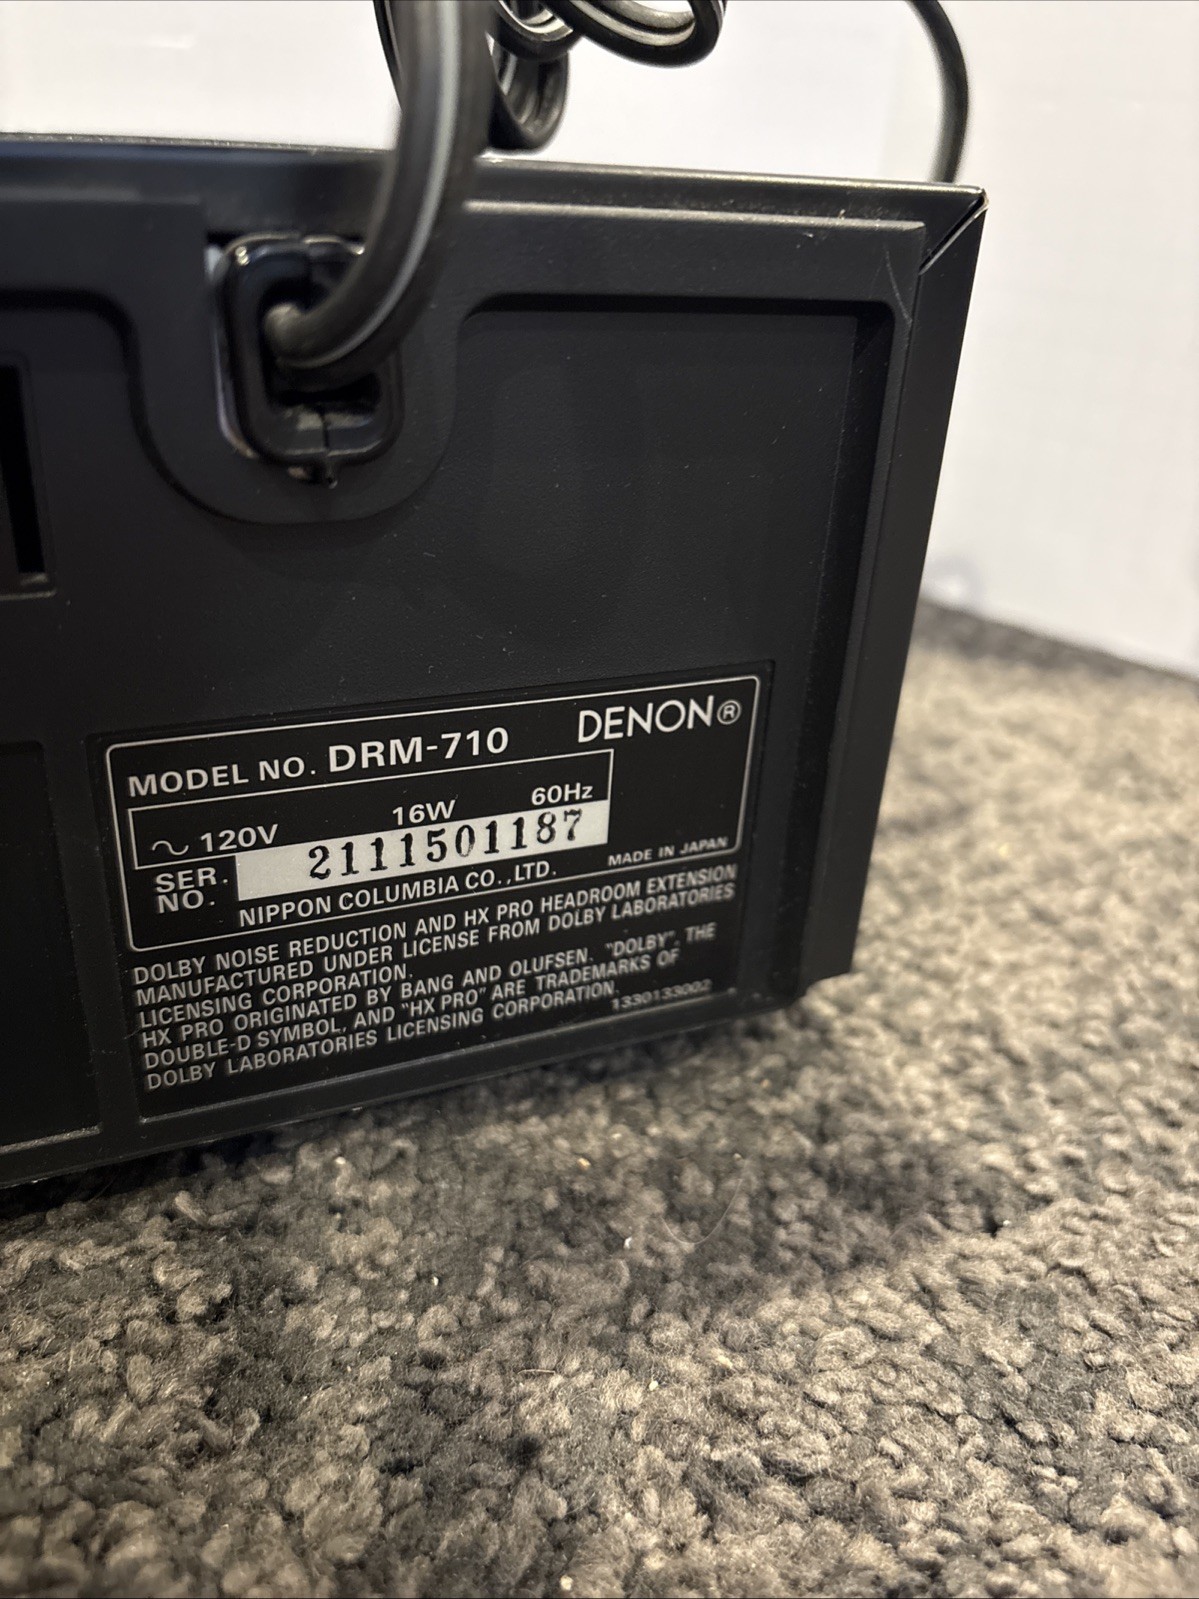 MODEL NO. DRM-710 DENON®
~ 120V 16W 60Hz
SER. NO. 2111501187
NIPPON COLUMBIA CO.,LTD. MADE IN JAPAN
DOLBY NOISE REDUCTION AND HX PRO HEADROOM EXTENSION
MANUFACTURED UNDER LICENSE FROM DOLBY LABORATORIES
LICENSING CORPORATION.
HX PRO ORIGINATED BY BANG AND OLUFSEN. "DOLBY", THE
DOUBLE-D SYMBOL, AND "HX PRO" ARE TRADEMARKS OF
DOLBY LABORATORIES LICENSING CORPORATION.
1330133002